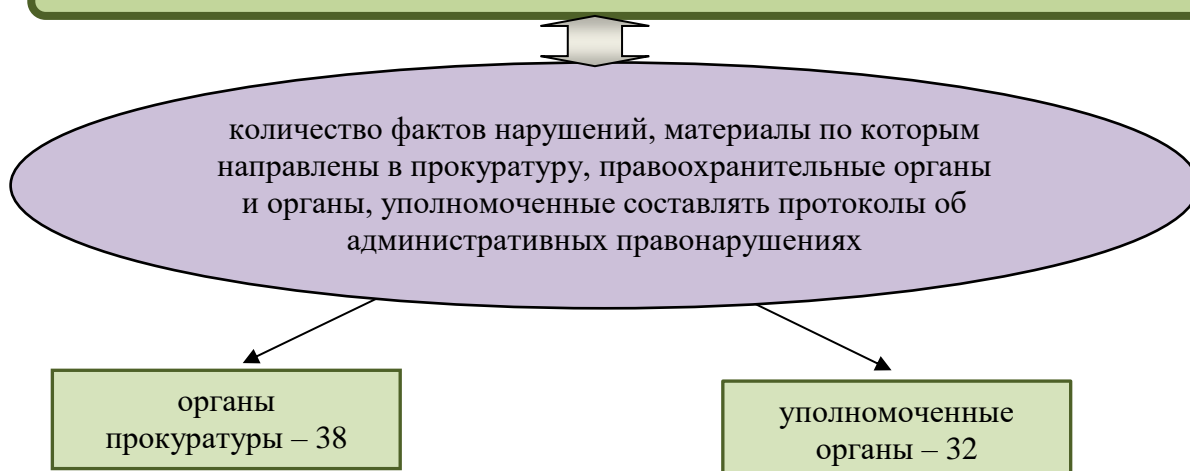 количество фактов нарушений, материалы по которым
направлены в прокуратуру, правоохранительные органы
и органы, уполномоченные составлять протоколы об
административных правонарушениях
органы
прокуратуры – 38
уполномоченные
органы – 32